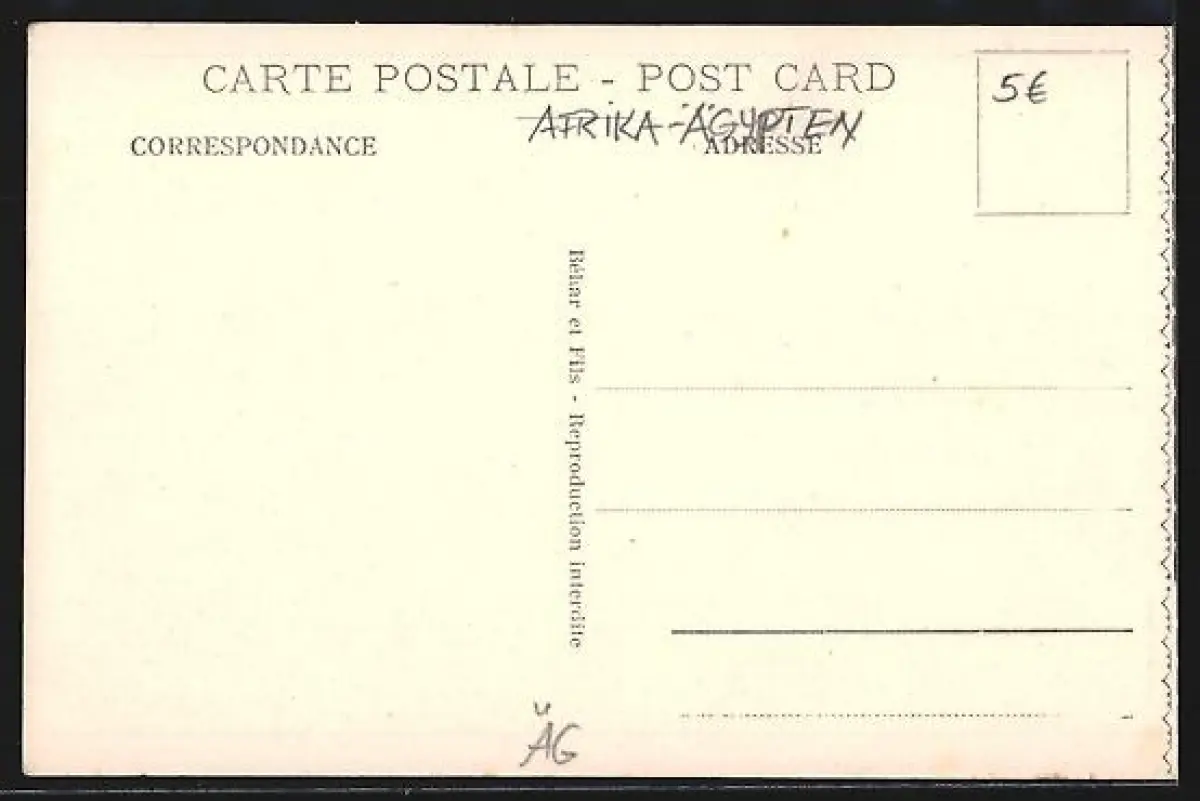 CARTE POSTALE - POST CARD
5€
AFRIKA-ÄGYPTEN
CORRESPONDANCE
ADRESSE
Béhar et Fils - Reproduction interdite
ÄG